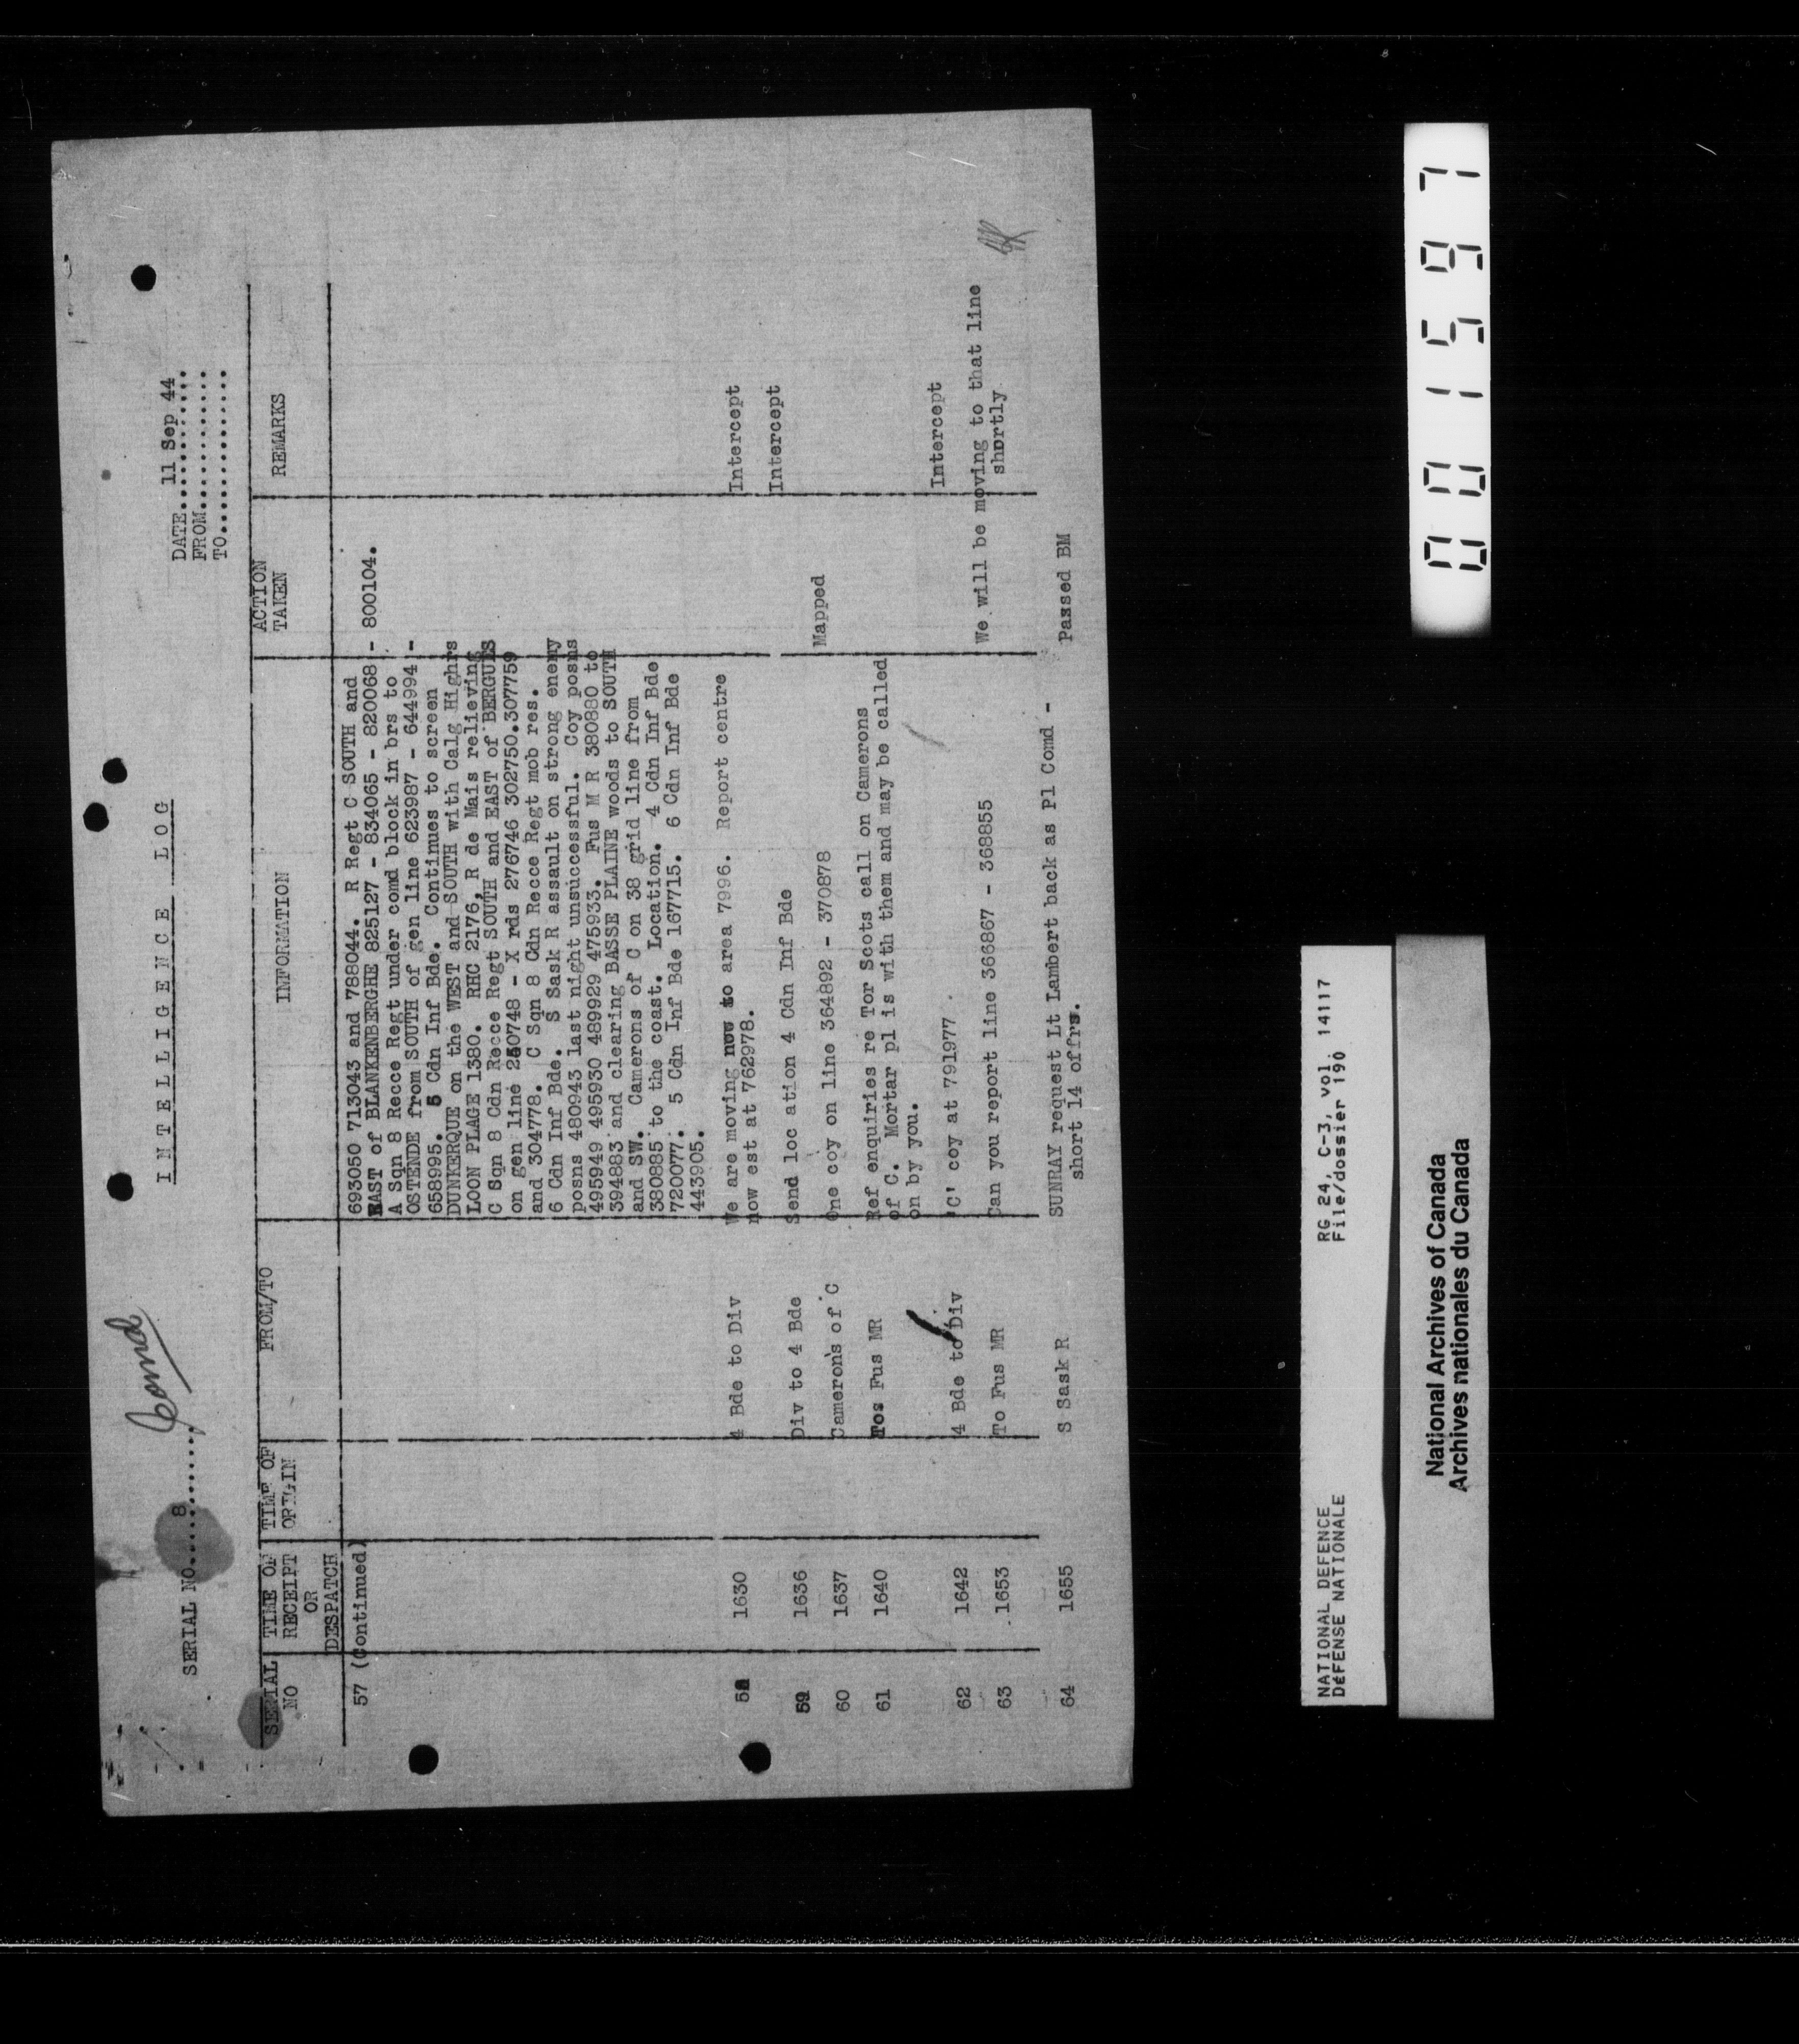 Comd
INTELLIGENCE LOG
SERIAL NO.....8..........
DATE..11 Sep 44
FROM............
TO...............
SERIAL NO
TIME OF RECEIPT OR DESPATCH
TIME OF ORIGIN
FROM/TO
INFORMATION
ACTION TAKEN
REMARKS
57 (Continued)
693050 713043 and 788044. R Regt C SOUTH and
EAST of BLANKENBERGHE 825127 - 834065 - 820068 - 800104.
A Sqn 8 Recce Regt under comd block in brs to
OSTENDE from SOUTH of gen line 623987 - 644994 -
658995. 5 Cdn Inf Bde. Continues to screen
DUNKERQUE on the WEST and SOUTH with Calg Highrs
LOON PLAGE 1380. RHC 2176, R de Mais relieving
C Sqn 8 Cdn Recce Regt SOUTH and EAST of BERGUES
on gen line 260748 - X rds 276746 302750.307759
and 304778. C Sqn 8 Cdn Recce Regt mob res.
6 Cdn Inf Bde. S Sask R assault on strong enemy
posns 480943 last night unsuccessful. Coy posns
495949 495930 489929 475933. Fus M R 380880 to
394883 and clearing BASSE PLAINE woods to SOUTH
and SW. Camerons of C on 38 grid line from
380885 to the coast. Location. 4 Cdn Inf Bde
720077. 5 Cdn Inf Bde 167715. 6 Cdn Inf Bde
443905.
58 1630 4 Bde to Div We are moving now to area 7996. Report centre Intercept
now est at 762978.
59 1636 Div to 4 Bde Send loc ation 4 Cdn Inf Bde Intercept
60 1637 Camerons of C One coy on line 364892 - 370878 Mapped
61 1640 Tos Fus MR Ref enquiries re Tor Scots call on Camerons
of C. Mortar pl is with them and may be called
on by you.
62 1642 4 Bde to Div 'C' coy at 791977 Intercept
63 1653 To Fus MR Can you report line 366867 - 368855 We will be moving to that line
shortly
64 1655 S Sask R SUNRAY request Lt Lambert back as Pl Comd - Passed BM
short 14 offrs.
NATIONAL DEFENCE RG 24, C-3, vol. 14117
DÉFENSE NATIONALE File/dossier 190
National Archives of Canada
Archives nationales du Canada
001597